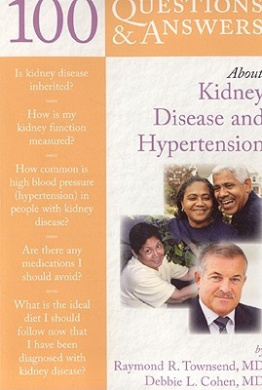 100 QUESTIONS
& ANSWERS
About
Kidney
Disease and
Hypertension
Is kidney disease
inherited?
How is my
kidney function
measured?
How common is
high blood pressure
(hypertension) in
people with kidney
disease?
Are there any
medications I
should avoid?
What is the ideal
diet I should
follow now that
I have been
diagnosed with
kidney disease?
by
Raymond R. Townsend, MD
Debbie L. Cohen, MD